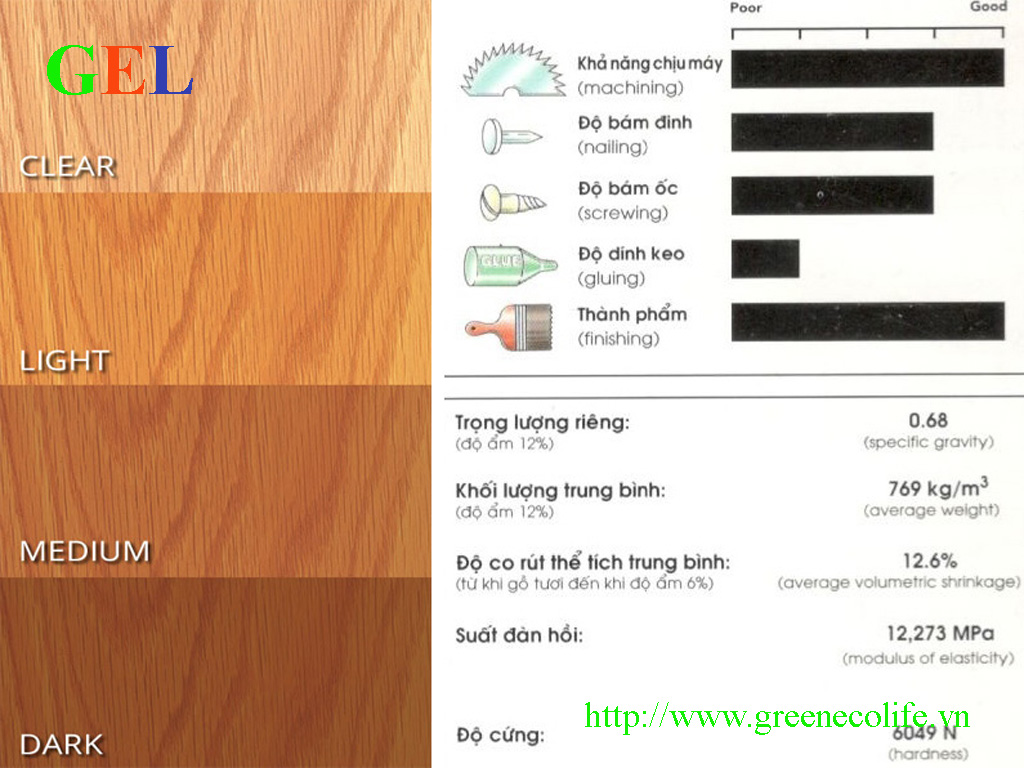 GEL
CLEAR
LIGHT
MEDIUM
DARK
Poor Good
Khả năng chịu máy
(machining)
Độ bám đinh
(nailing)
Độ bám ốc
(screwing)
GLUE
Độ dính keo
(gluing)
Thành phẩm
(finishing)
Trọng lượng riêng: 0.68
(độ ẩm 12%) (specific gravity)
Khối lượng trung bình: 769 kg/m³
(độ ẩm 12%) (average weight)
Độ co rút thể tích trung bình: 12.6%
(từ khi gỗ tươi đến khi độ ẩm 6%) (average volumetric shrinkage)
Suất đàn hồi: 12,273 MPa
(modulus of elasticity)
http://www.greenecolife.vn
Độ cứng: 6049 N
(hardness)